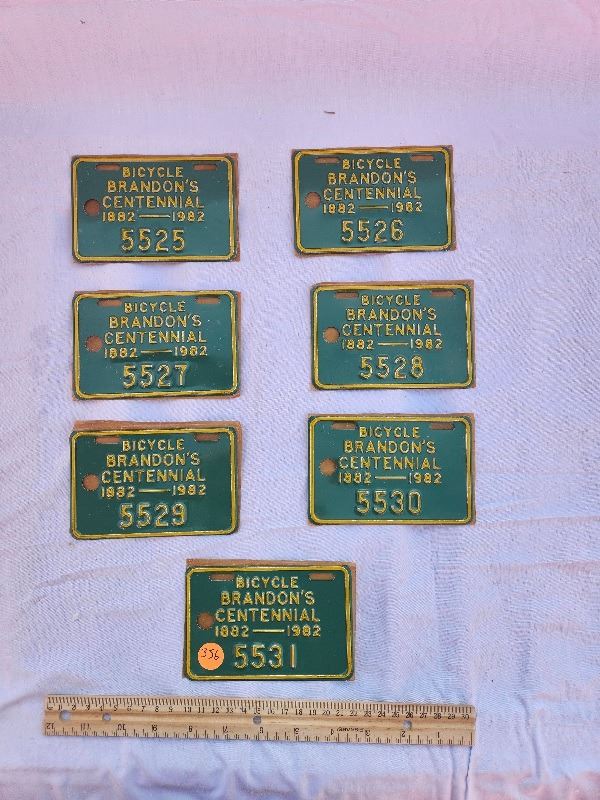 BICYCLE
BRANDON'S
CENTENNIAL
1882 — 1982
5525
BICYCLE
BRANDON'S
CENTENNIAL
1882 — 1982
5526
BICYCLE
BRANDON'S
CENTENNIAL
1882 — 1982
5527
BICYCLE
BRANDON'S
CENTENNIAL
1882 — 1982
5528
BICYCLE
BRANDON'S
CENTENNIAL
1882 — 1982
5529
BICYCLE
BRANDON'S
CENTENNIAL
1882 — 1982
5530
BICYCLE
BRANDON'S
CENTENNIAL
1882 — 1982
356
5531